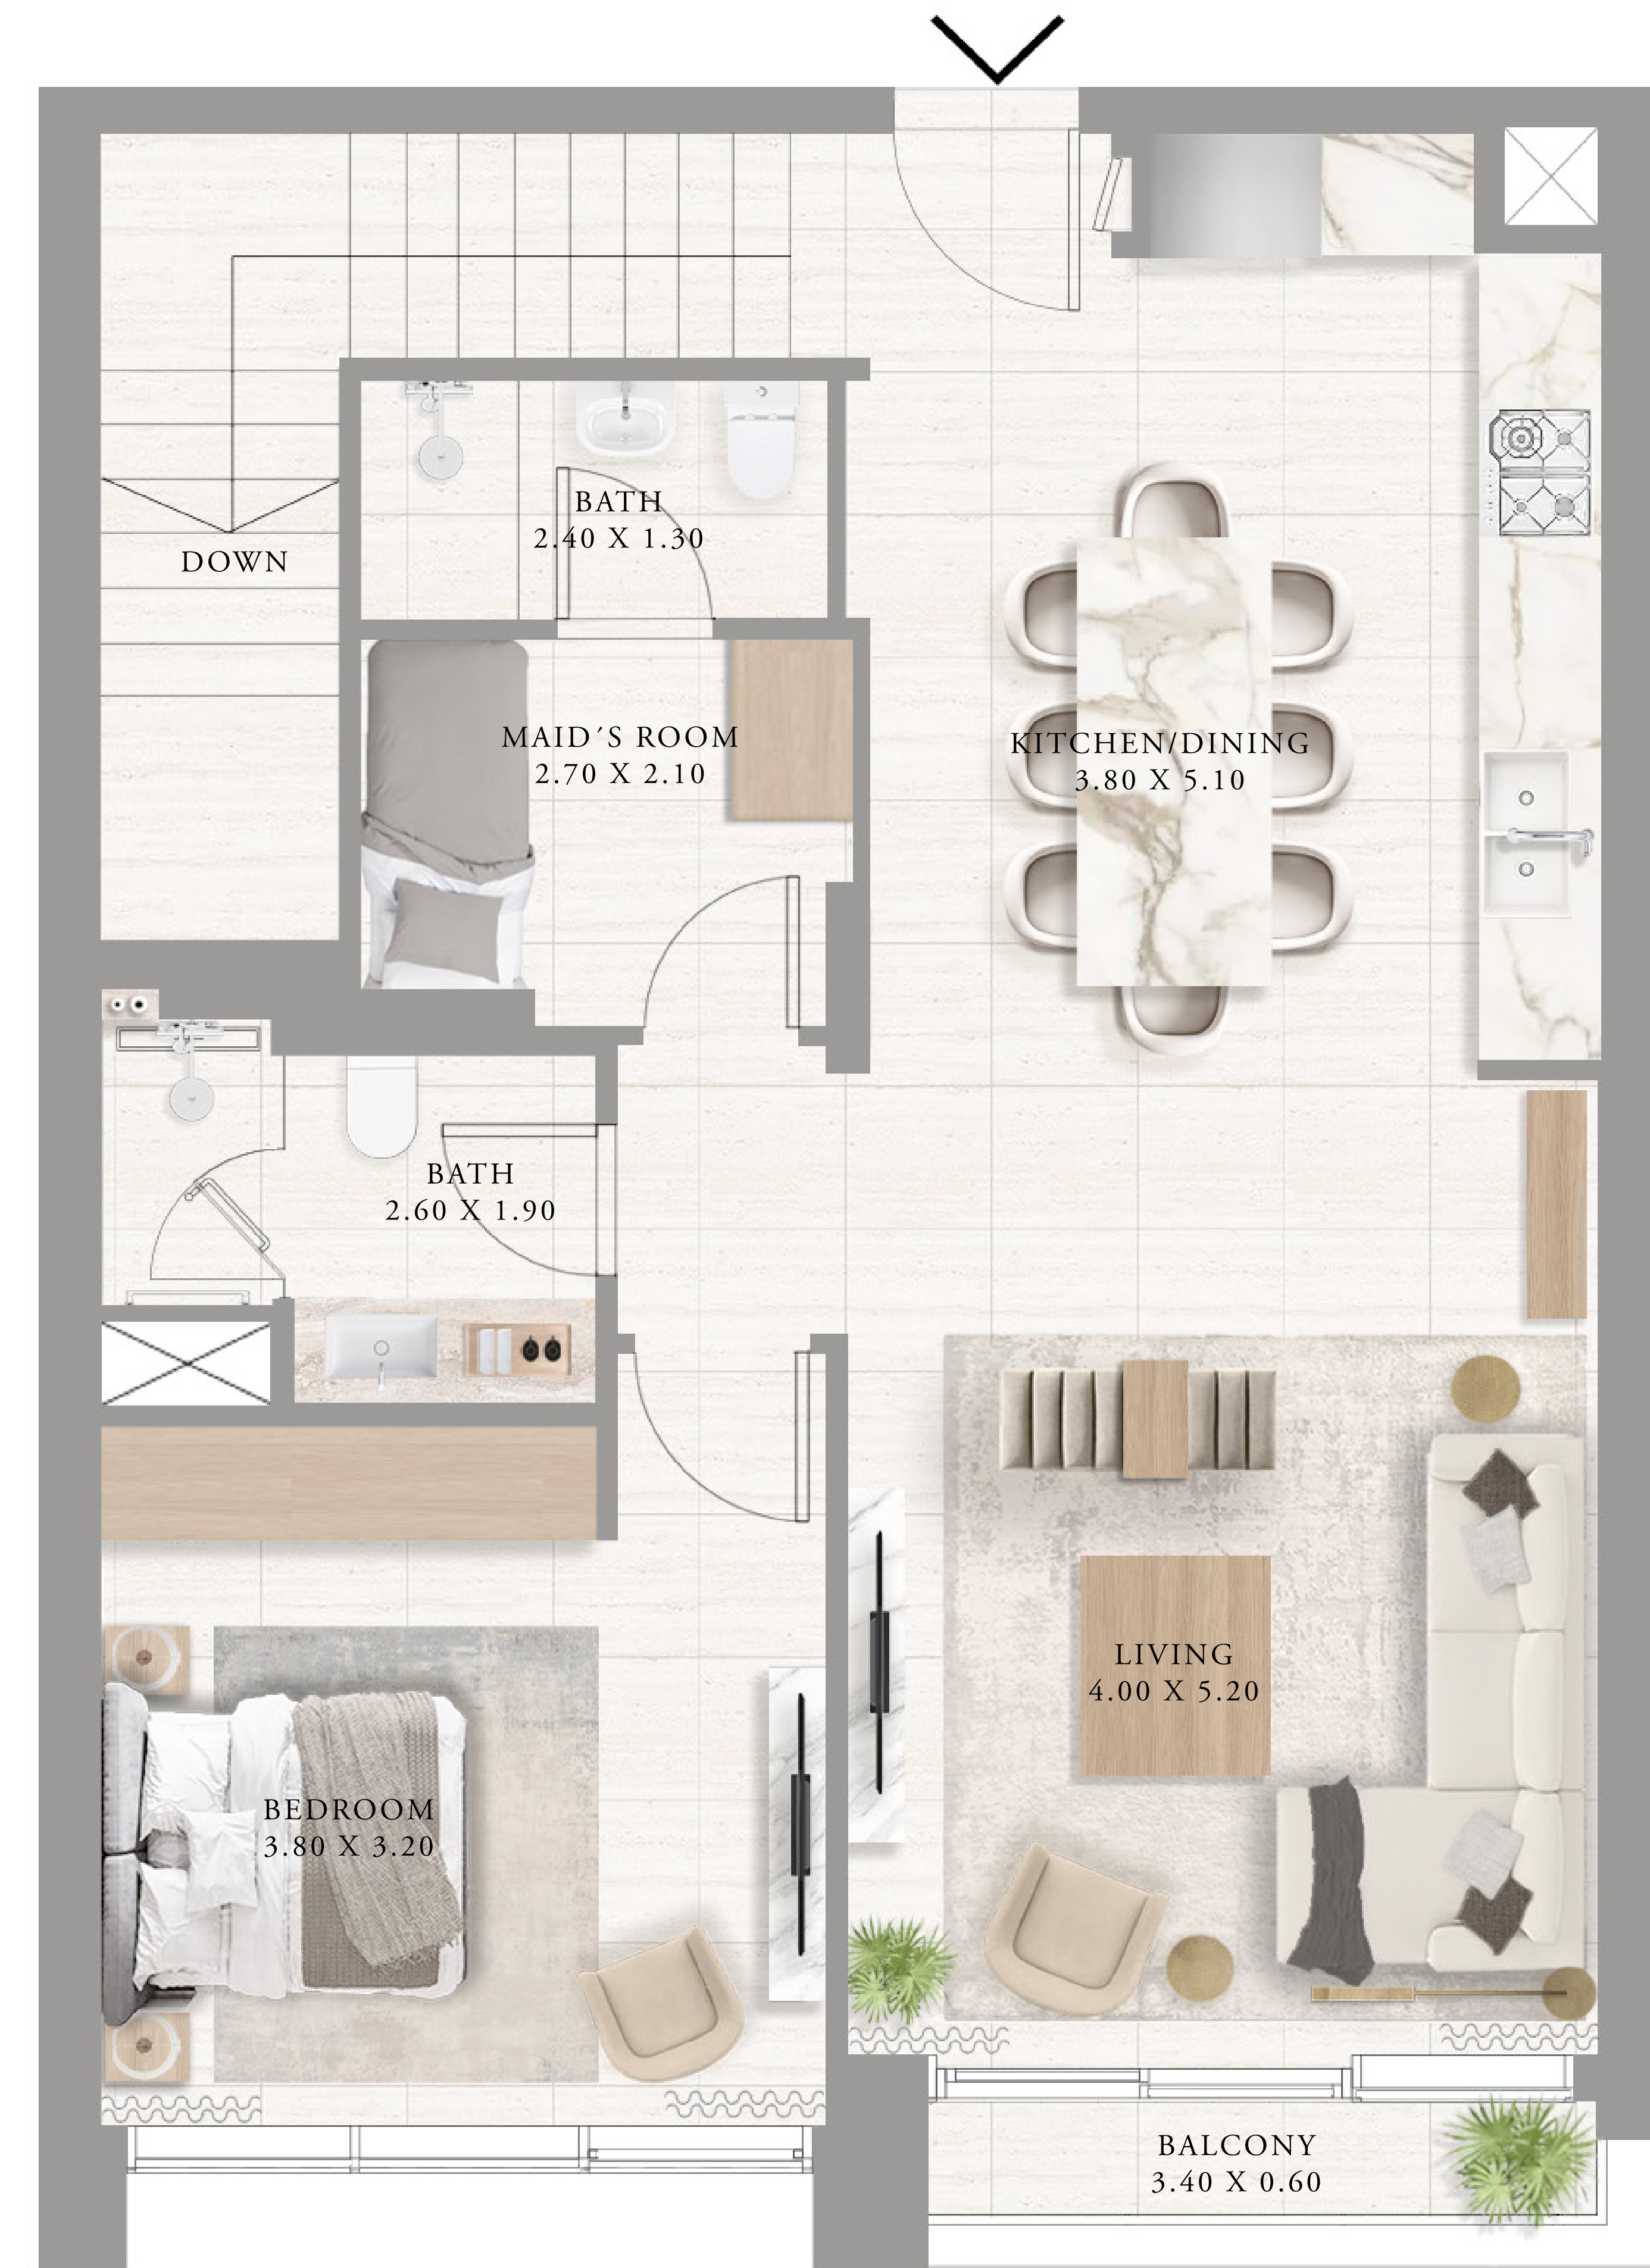 BATH
2.40 X 1.30
DOWN
MAID´S ROOM
2.70 X 2.10
KITCHEN/DINING
3.80 X 5.10
BATH
2.60 X 1.90
LIVING
4.00 X 5.20
BEDROOM
3.80 X 3.20
BALCONY
3.40 X 0.60